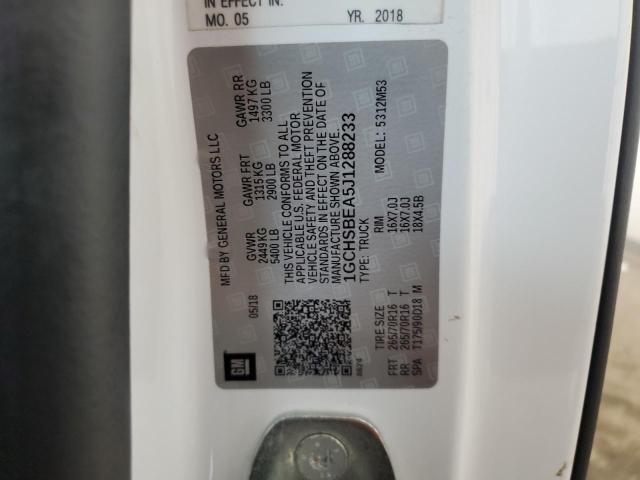 IN EFFECT IN:
MO. 05 YR. 2018
MFD BY GENERAL MOTORS LLC
05/18
GVWR GAWR FRT GAWR RR
2449KG 1315 KG 1497 KG
5400 LB 2900 LB 3300 LB
THIS VEHICLE CONFORMS TO ALL
APPLICABLE U.S. FEDERAL MOTOR
VEHICLE SAFETY AND THEFT PREVENTION
STANDARDS IN EFFECT ON THE DATE OF
MANUFACTURE SHOWN ABOVE.
1GCHSBEA5J1288233
TYPE: TRUCK MODEL: 5312M53
TIRE SIZE RIM
FRT 265/70R16 T 16X7.0J
RR 265/70R16 T 16X7.0J
SPA T175/90D18 M 18X4.5B
GM